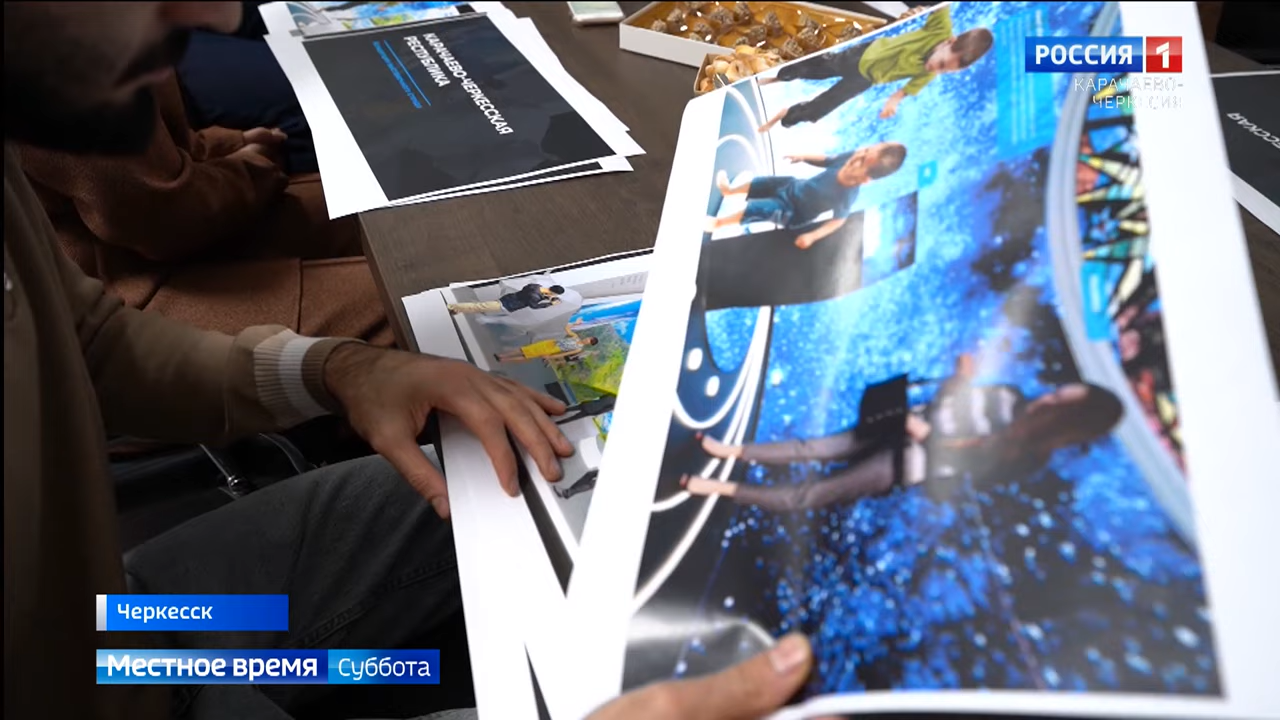 РОССИЯ 1
КАРАЧАЕВО-
ЧЕРКЕСИЯ
КАРАЧАЕВО-ЧЕРКЕССКАЯ
РЕСПУБЛИКА
Черкесск
Местное время Суббота